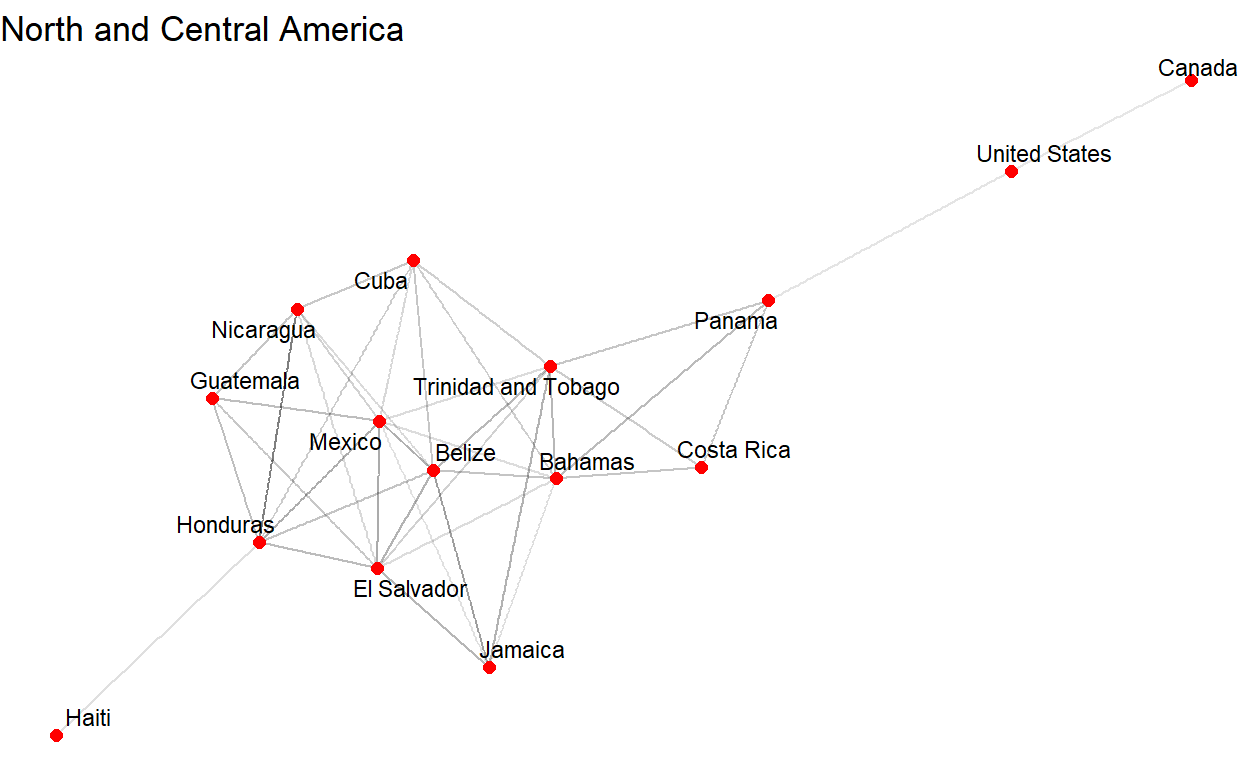 North and Central America
Canada
United States
Cuba
Panama
Nicaragua
Guatemala
Trinidad and Tobago
Mexico
Belize
Costa Rica
Bahamas
Honduras
El Salvador
Jamaica
Haiti